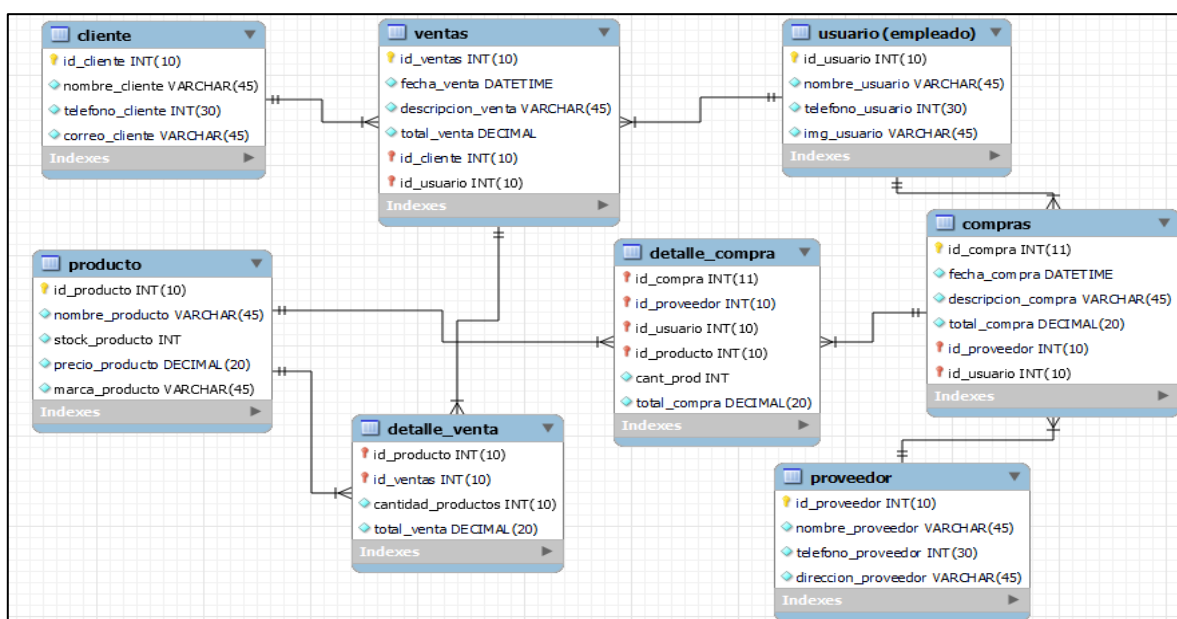 cliente
id_cliente INT(10)
nombre_cliente VARCHAR(45)
telefono_cliente INT(30)
correo_cliente VARCHAR(45)
Indexes
ventas
id_ventas INT(10)
fecha_venta DATETIME
descripcion_venta VARCHAR(45)
total_venta DECIMAL
id_cliente INT(10)
id_usuario INT(10)
Indexes
usuario (empleado)
id_usuario INT(10)
nombre_usuario VARCHAR(45)
telefono_usuario INT(30)
img_usuario VARCHAR(45)
Indexes
producto
id_producto INT(10)
nombre_producto VARCHAR(45)
stock_producto INT
precio_producto DECIMAL(20)
marca_producto VARCHAR(45)
Indexes
detalle_compra
id_compra INT(11)
id_proveedor INT(10)
id_usuario INT(10)
id_producto INT(10)
cant_prod INT
total_compra DECIMAL(20)
Indexes
compras
id_compra INT(11)
fecha_compra DATETIME
descripcion_compra VARCHAR(45)
total_compra DECIMAL(20)
id_proveedor INT(10)
id_usuario INT(10)
Indexes
detalle_venta
id_producto INT(10)
id_ventas INT(10)
cantidad_productos INT(10)
total_venta DECIMAL(20)
Indexes
proveedor
id_proveedor INT(10)
nombre_proveedor VARCHAR(45)
telefono_proveedor INT(30)
direccion_proveedor VARCHAR(45)
Indexes